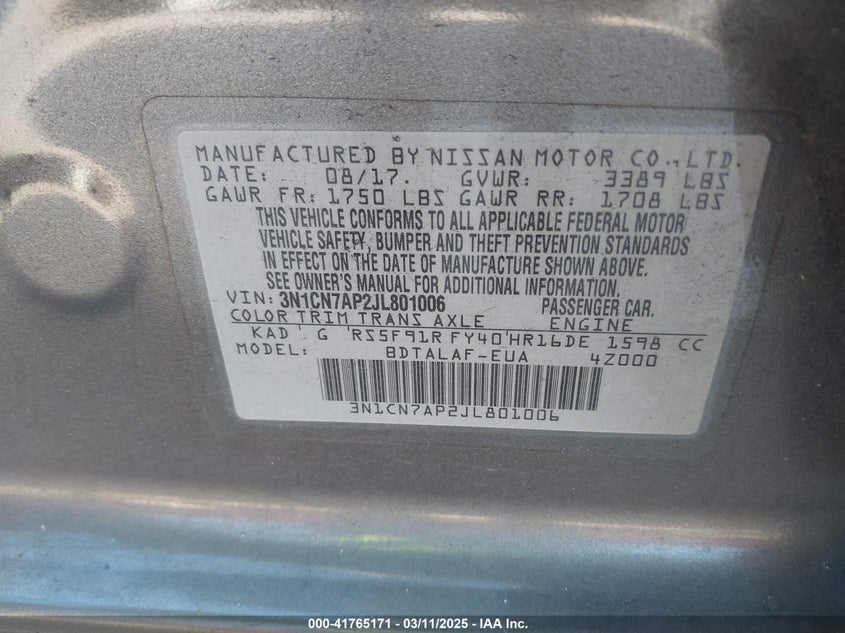 MANUFACTURED BY NISSAN MOTOR CO.,LTD.
DATE: 08/17. GVWR: 3389 LBS
GAWR FR: 1750 LBS GAWR RR: 1708 LBS
THIS VEHICLE CONFORMS TO ALL APPLICABLE FEDERAL MOTOR
VEHICLE SAFETY, BUMPER AND THEFT PREVENTION STANDARDS
IN EFFECT ON THE DATE OF MANUFACTURE SHOWN ABOVE.
SEE OWNER'S MANUAL FOR ADDITIONAL INFORMATION.
VIN: 3N1CN7AP2JL801006 PASSENGER CAR.
COLOR TRIM TRANS AXLE ENGINE
KAD G 'RS5F91R FY40'HR16DE 1598 CC
MODEL: BDTALAF-EUA 4Z000
3N1CN7AP2JL801006
000-41765171 - 03/11/2025 - IAA Inc.